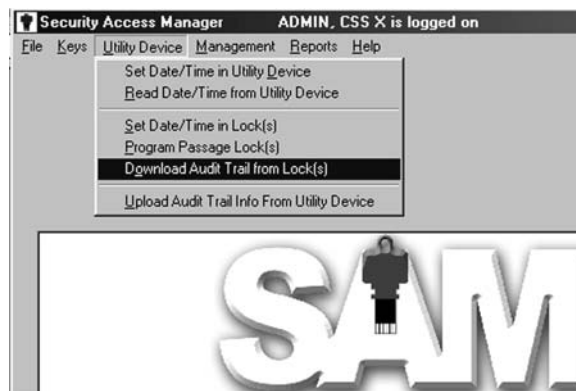 Security Access Manager ADMIN, CSS X is logged on
File Keys Utility Device Management Reports Help
Set Date/Time in Utility Device
Read Date/Time from Utility Device
Set Date/Time in Lock(s)
Program Passage Lock(s)
Download Audit Trail from Lock(s)
Upload Audit Trail Info From Utility Device
SAM